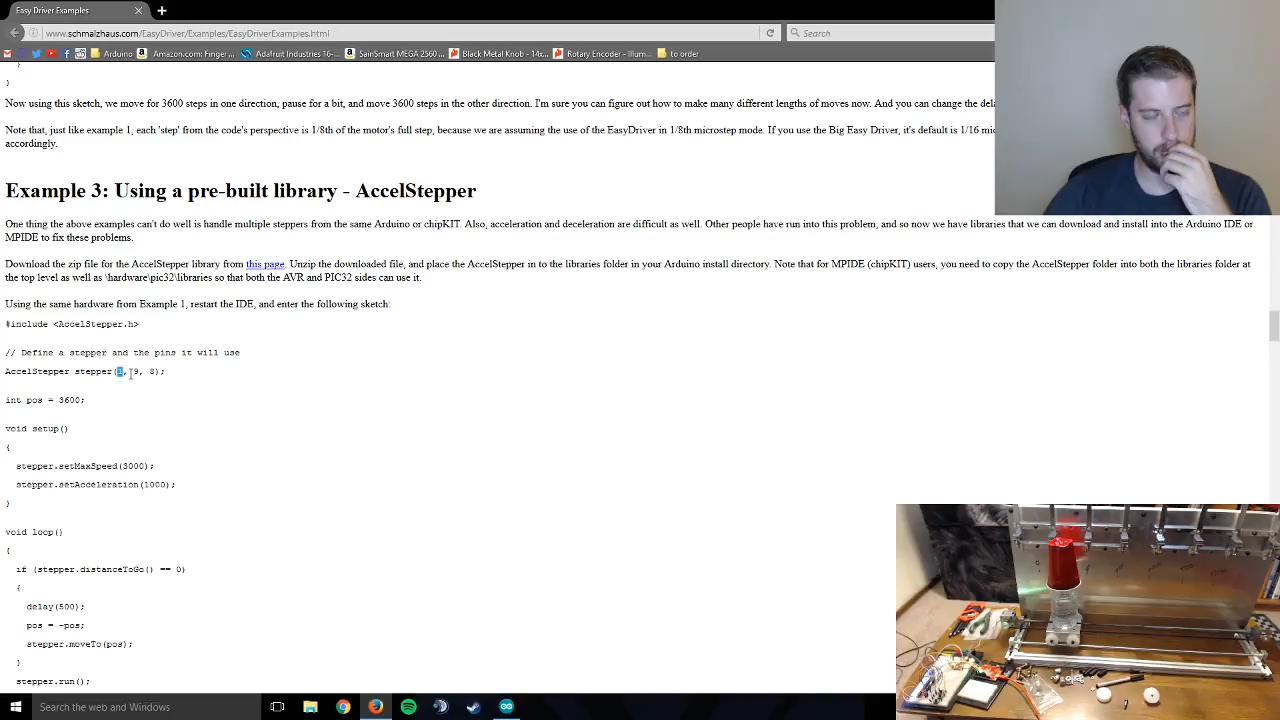 Easy Driver Examples
www.schmalzhaus.com/EasyDriver/Examples/EasyDriverExamples.html
Search
Arduino
Amazon.com: Finger ...
Adafruit Industries 16-...
SainSmart MEGA 2560 ...
Black Metal Knob - 14x...
Rotary Encoder - Illum...
to order
}
}
Now using this sketch, we move for 3600 steps in one direction, pause for a bit, and move 3600 steps in the other direction. I'm sure you can figure out how to make many different lengths of moves now. And you can change the
Note that, just like example 1, each 'step' from the code's perspective is 1/8th of the motor's full step, because we are assuming the use of the EasyDriver in 1/8th microstep mode. If you use the Big Easy Driver, it's default is 1/16
accordingly.
Example 3: Using a pre-built library - AccelStepper
One thing the above examples can't do well is handle multiple steppers from the same Arduino or chipKIT. Also, acceleration and deceleration are difficult as well. Other people have run into this problem, and so now we have libraries that we can download and install into the Arduino IDE or
MPIDE to fix these problems.
Download the zip file for the AccelStepper library from this page. Unzip the downloaded file, and place the AccelStepper in to the libraries folder in your Arduino install directory. Note that for MPIDE (chipKIT) users, you need to copy the AccelStepper folder into both the libraries folder at
the top level as well as \hardware\pic32\libraries so that both the AVR and PIC32 sides can use it.
Using the same hardware from Example 1, restart the IDE, and enter the following sketch:
#include <AccelStepper.h>
// Define a stepper and the pins it will use
AccelStepper stepper(1, 9, 8);
int pos = 3600;
void setup()
{
stepper.setMaxSpeed(3000);
stepper.setAcceleration(1000);
}
void loop()
{
if (stepper.distanceToGo() == 0)
{
delay(500);
pos = -pos;
stepper.moveTo(pos);
}
stepper.run();
Search the web and Windows